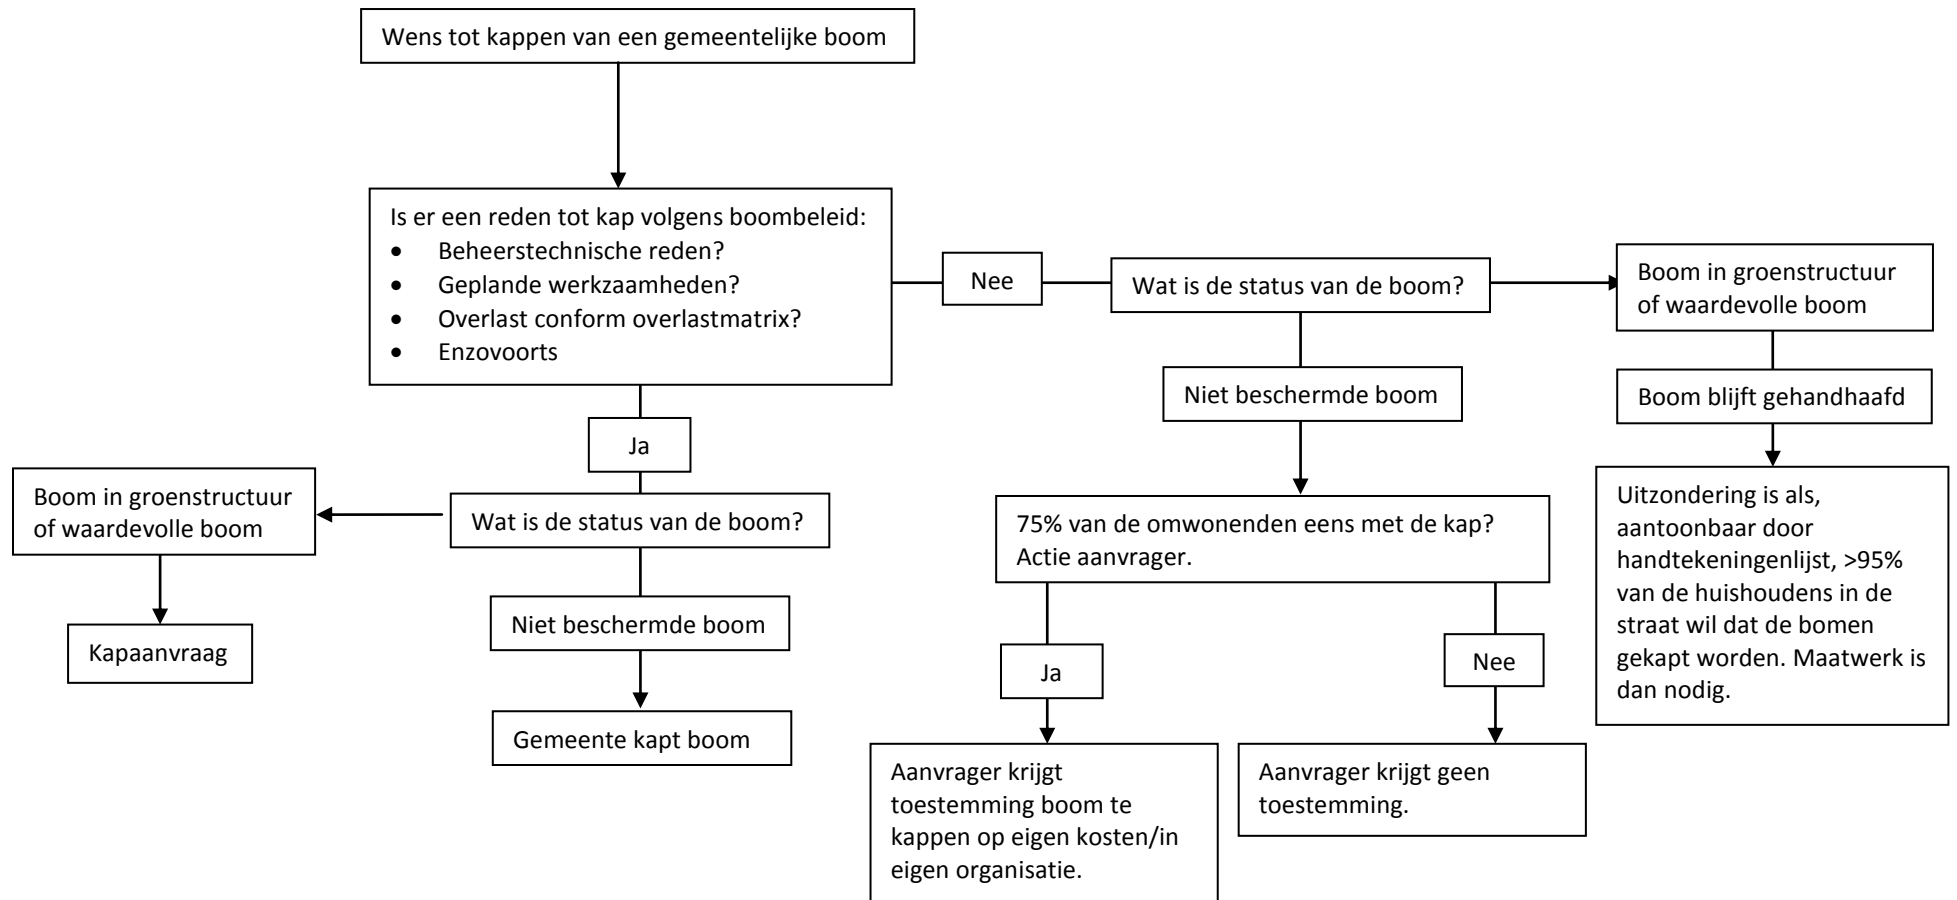 Wens tot kappen van een gemeentelijke boom
Is er een reden tot kap volgens boombeleid:
• Beheerstechnische reden?
• Geplande werkzaamheden?
• Overlast conform overlastmatrix?
• Enzovoorts
Nee
Wat is de status van de boom?
Boom in groenstructuur
of waardevolle boom
Niet beschermde boom
Boom blijft gehandhaafd
Ja
Boom in groenstructuur
of waardevolle boom
Wat is de status van de boom?
75% van de omwonenden eens met de kap?
Actie aanvrager.
Uitzondering is als,
aantoonbaar door
handtekeningenlijst, >95%
van de huishoudens in de
straat wil dat de bomen
gekapt worden. Maatwerk is
dan nodig.
Niet beschermde boom
Kapaanvraag
Ja
Nee
Gemeente kapt boom
Aanvrager krijgt
toestemming boom te
kappen op eigen kosten/in
eigen organisatie.
Aanvrager krijgt geen
toestemming.